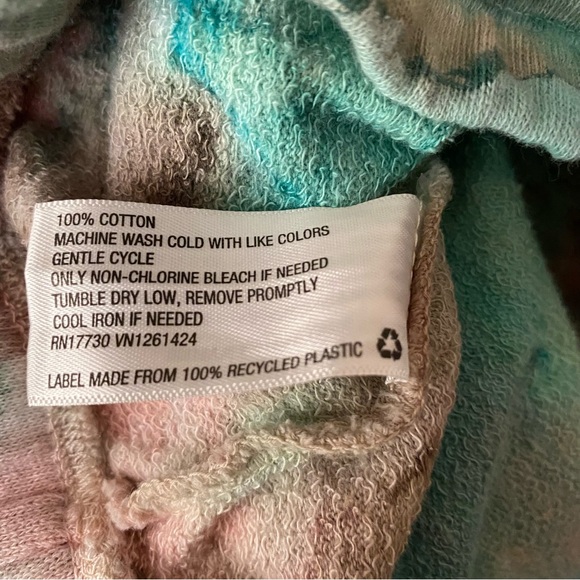 100% COTTON
MACHINE WASH COLD WITH LIKE COLORS
GENTLE CYCLE
ONLY NON-CHLORINE BLEACH IF NEEDED
TUMBLE DRY LOW, REMOVE PROMPTLY
COOL IRON IF NEEDED
RN17730 VN1261424
LABEL MADE FROM 100% RECYCLED PLASTIC